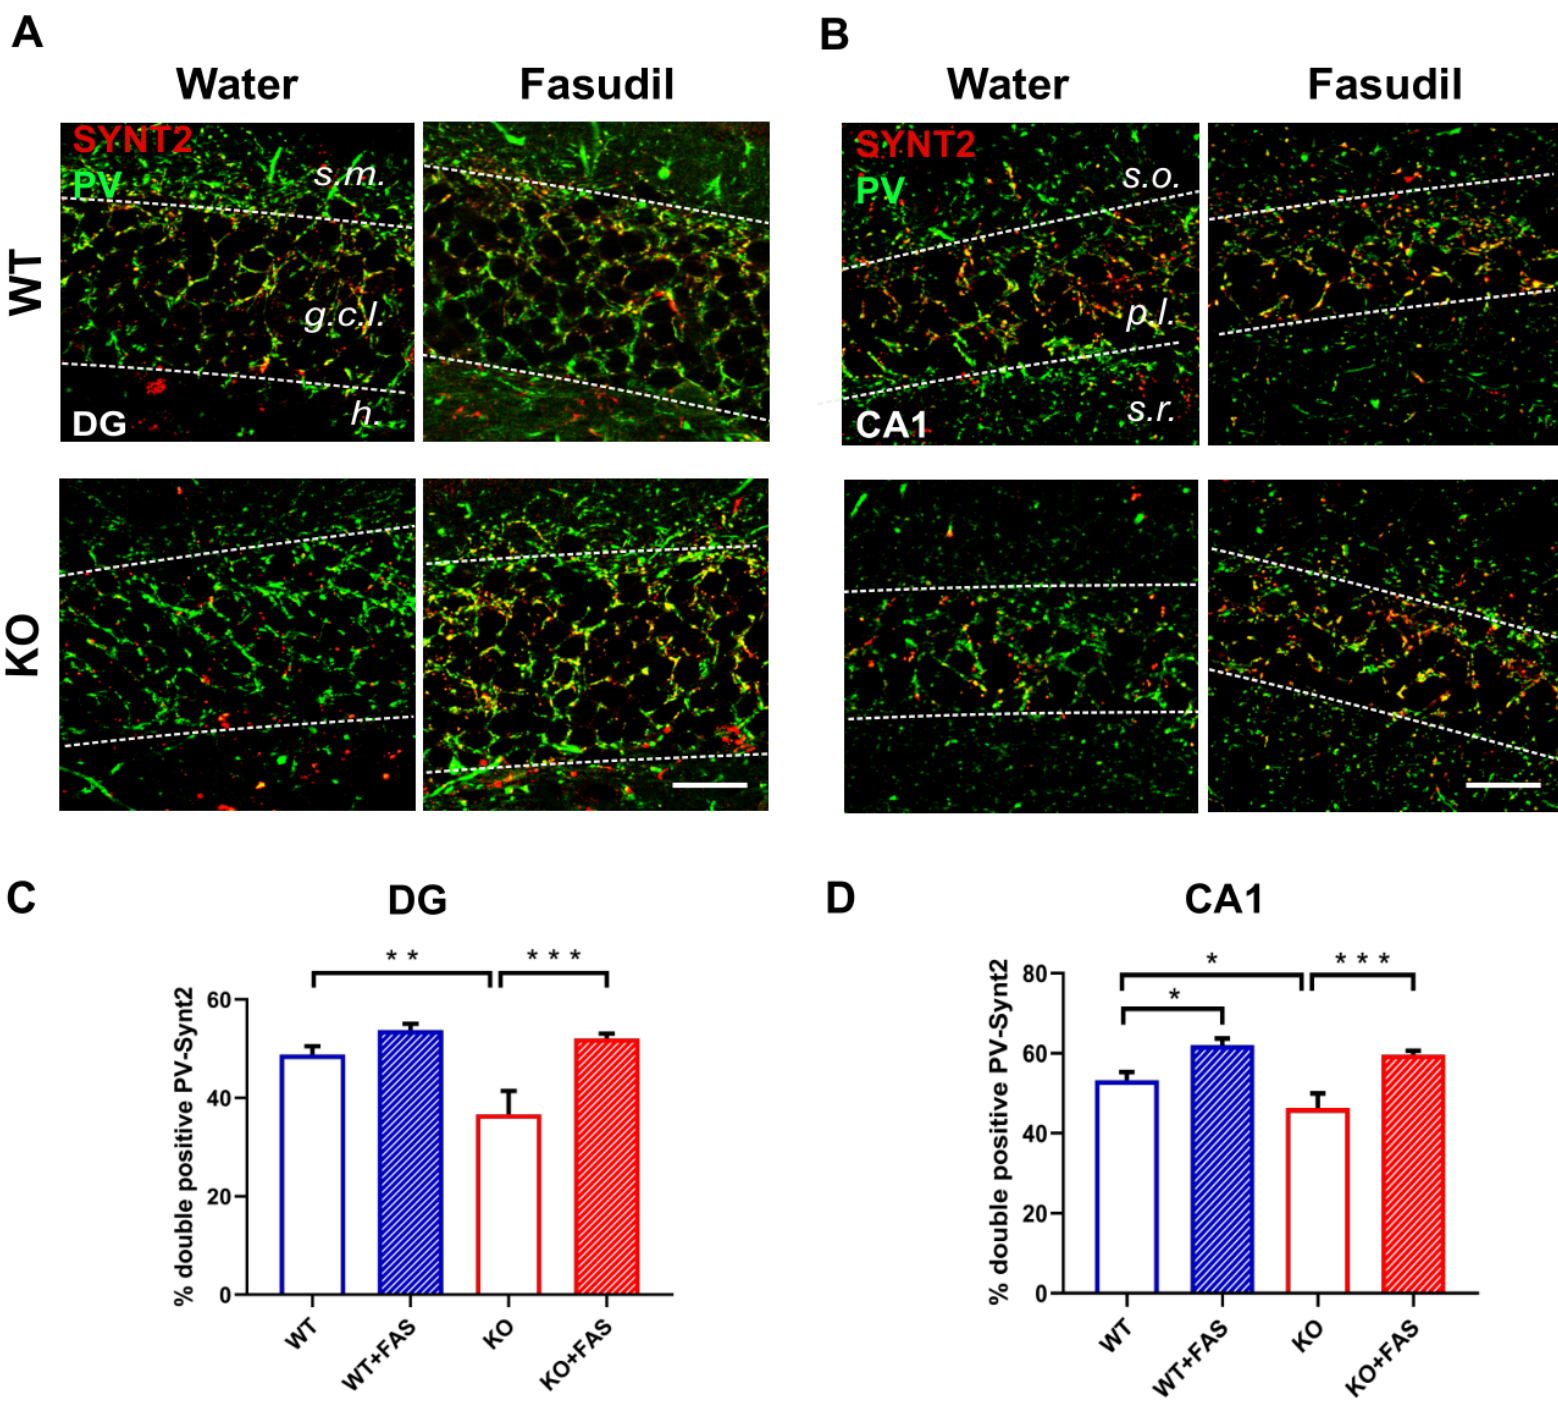 A
B
Water
Fasudil
Water
Fasudil
WT
SYNT2
PV
s.m.
g.c.l.
h.
DG
SYNT2
PV
s.o.
p.l.
s.r.
CA1
KO
C
DG
% double positive PV-Synt2
60
40
20
0
* *
* * *
WT
WT+FAS
KO
KO+FAS
D
CA1
% double positive PV-Synt2
80
60
40
20
0
*
* * *
*
WT
WT+FAS
KO
KO+FAS